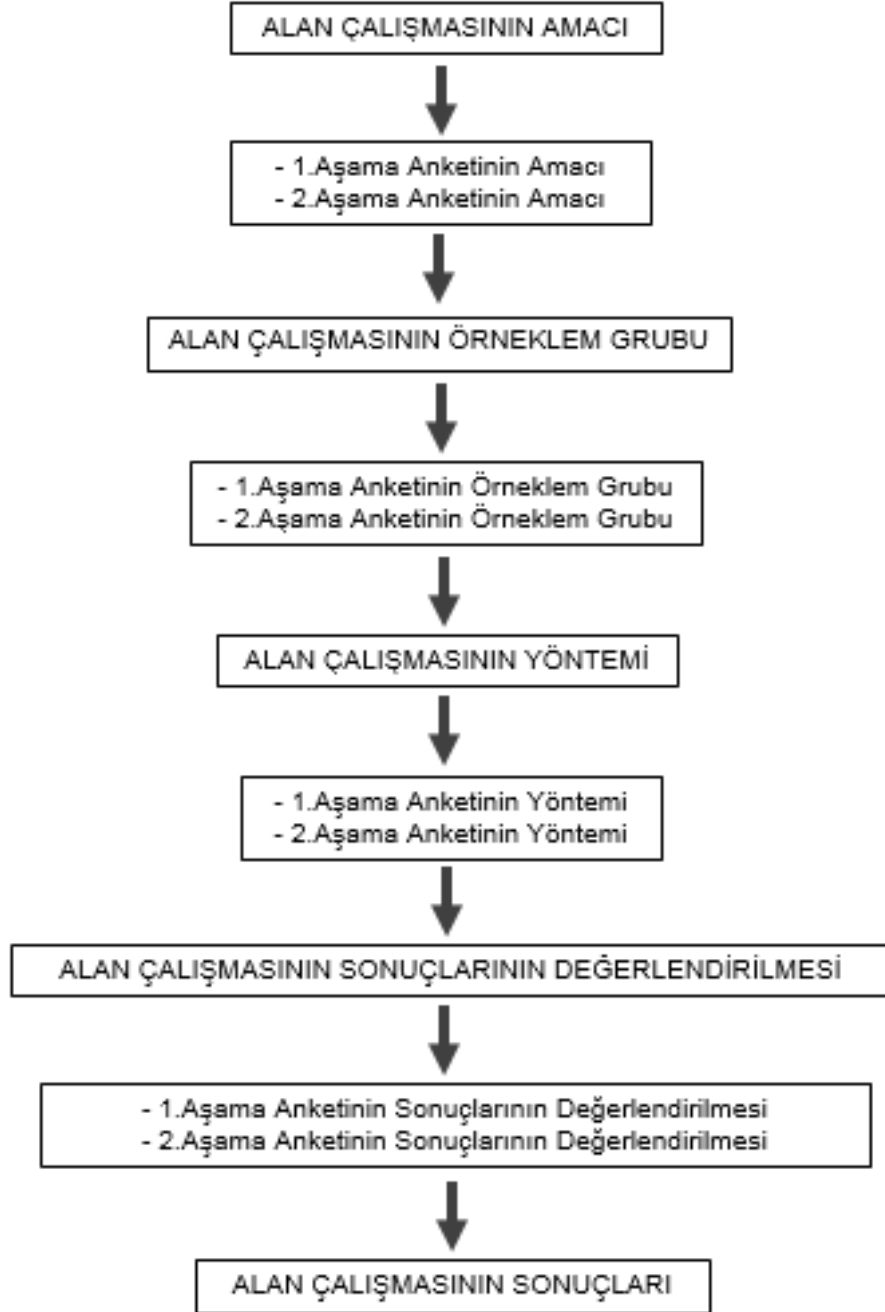 ALAN ÇALIŞMASININ AMACI
- 1.Aşama Anketinin Amacı
- 2.Aşama Anketinin Amacı
ALAN ÇALIŞMASININ ÖRNEKLEM GRUBU
- 1.Aşama Anketinin Örneklem Grubu
- 2.Aşama Anketinin Örneklem Grubu
ALAN ÇALIŞMASININ YÖNTEMİ
- 1.Aşama Anketinin Yöntemi
- 2.Aşama Anketinin Yöntemi
ALAN ÇALIŞMASININ SONUÇLARININ DEĞERLENDİRİLMESİ
- 1.Aşama Anketinin Sonuçlarının Değerlendirilmesi
- 2.Aşama Anketinin Sonuçlarının Değerlendirilmesi
ALAN ÇALIŞMASININ SONUÇLARI